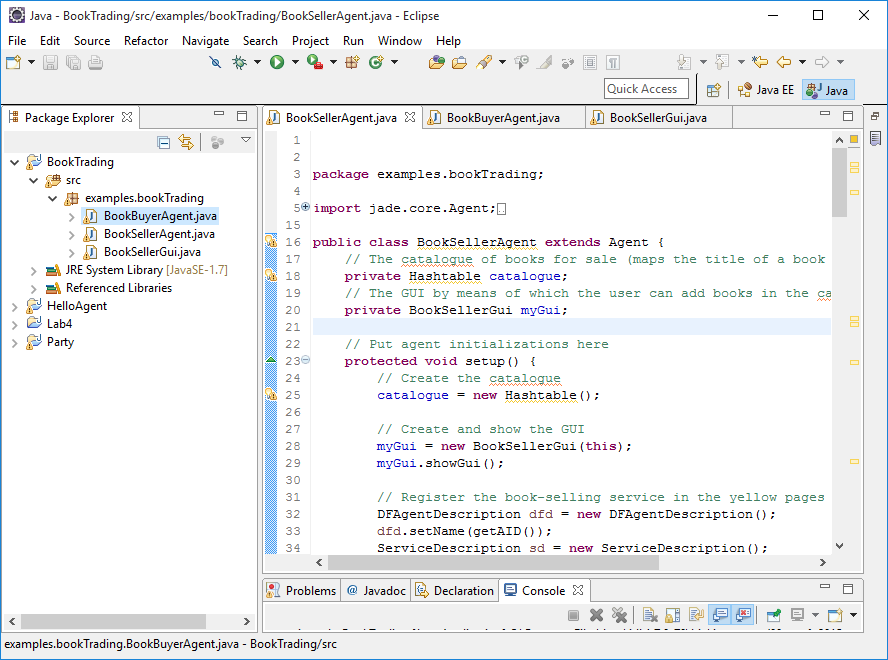 Java - BookTrading/src/examples/bookTrading/BookSellerAgent.java - Eclipse
File Edit Source Refactor Navigate Search Project Run Window Help
Quick Access
Java EE
Java
Package Explorer
BookTrading
src
examples.bookTrading
BookBuyerAgent.java
BookSellerAgent.java
BookSellerGui.java
JRE System Library [JavaSE-1.7]
Referenced Libraries
HelloAgent
Lab4
Party
BookSellerAgent.java BookBuyerAgent.java BookSellerGui.java
1
2
3 package examples.bookTrading;
4
5 import jade.core.Agent;
15
16 public class BookSellerAgent extends Agent {
17 // The catalogue of books for sale (maps the title of a book
18 private Hashtable catalogue;
19 // The GUI by means of which the user can add books in the ca
20 private BookSellerGui myGui;
21
22 // Put agent initializations here
23 protected void setup() {
24 // Create the catalogue
25 catalogue = new Hashtable();
26
27 // Create and show the GUI
28 myGui = new BookSellerGui(this);
29 myGui.showGui();
30
31 // Register the book-selling service in the yellow pages
32 DFAgentDescription dfd = new DFAgentDescription();
33 dfd.setName(getAID());
34 ServiceDescription sd = new ServiceDescription();
Problems @ Javadoc Declaration Console
examples.bookTrading.BookBuyerAgent.java - BookTrading/src